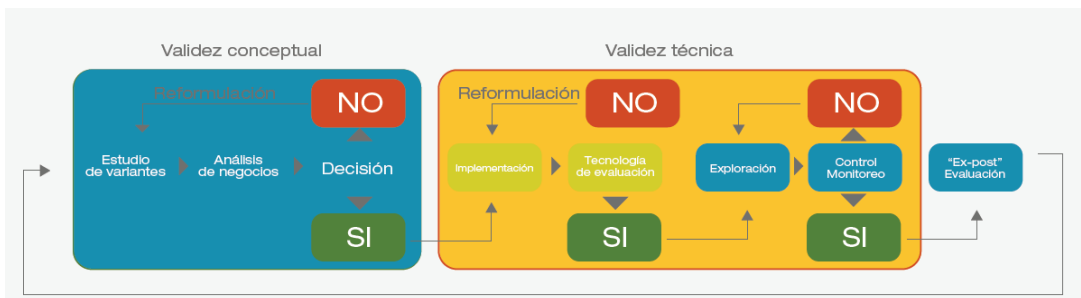 Validez conceptual
Validez técnica
Reformulación
NO
Reformulación
NO
NO
Estudio
de variantes
Análisis
de negocios
Decisión
Implementación
Tecnología
de evaluación
Exploración
Control
Monitoreo
“Ex-post”
Evaluación
SI
SI
SI